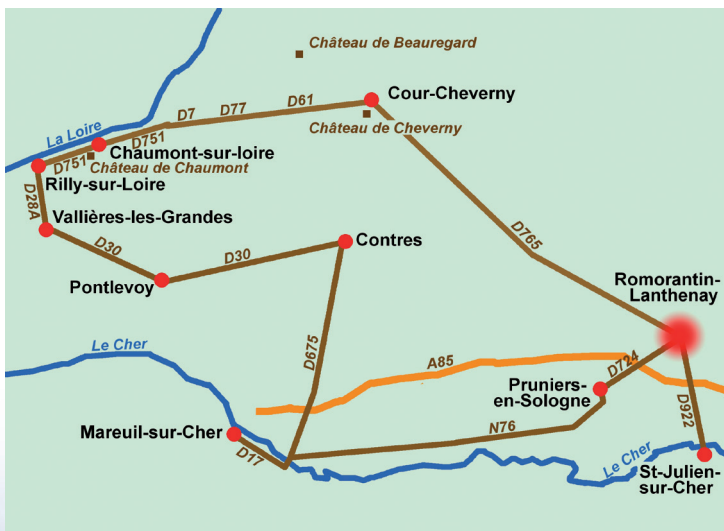 Château de Beauregard
D61
Cour-Cheverny
D77
D7
Château de Cheverny
La Loire
D751
Chaumont-sur-loire
D751
Château de Chaumont
Rilly-sur-Loire
D28A
Vallières-les-Grandes
D765
D30
D30
Contres
Romorantin-
Lanthenay
Pontlevoy
Le Cher
D675
A85
D724
Pruniers-
en-Sologne
D922
Mareuil-sur-Cher
N76
D17
Le Cher
St-Julien-
sur-Cher